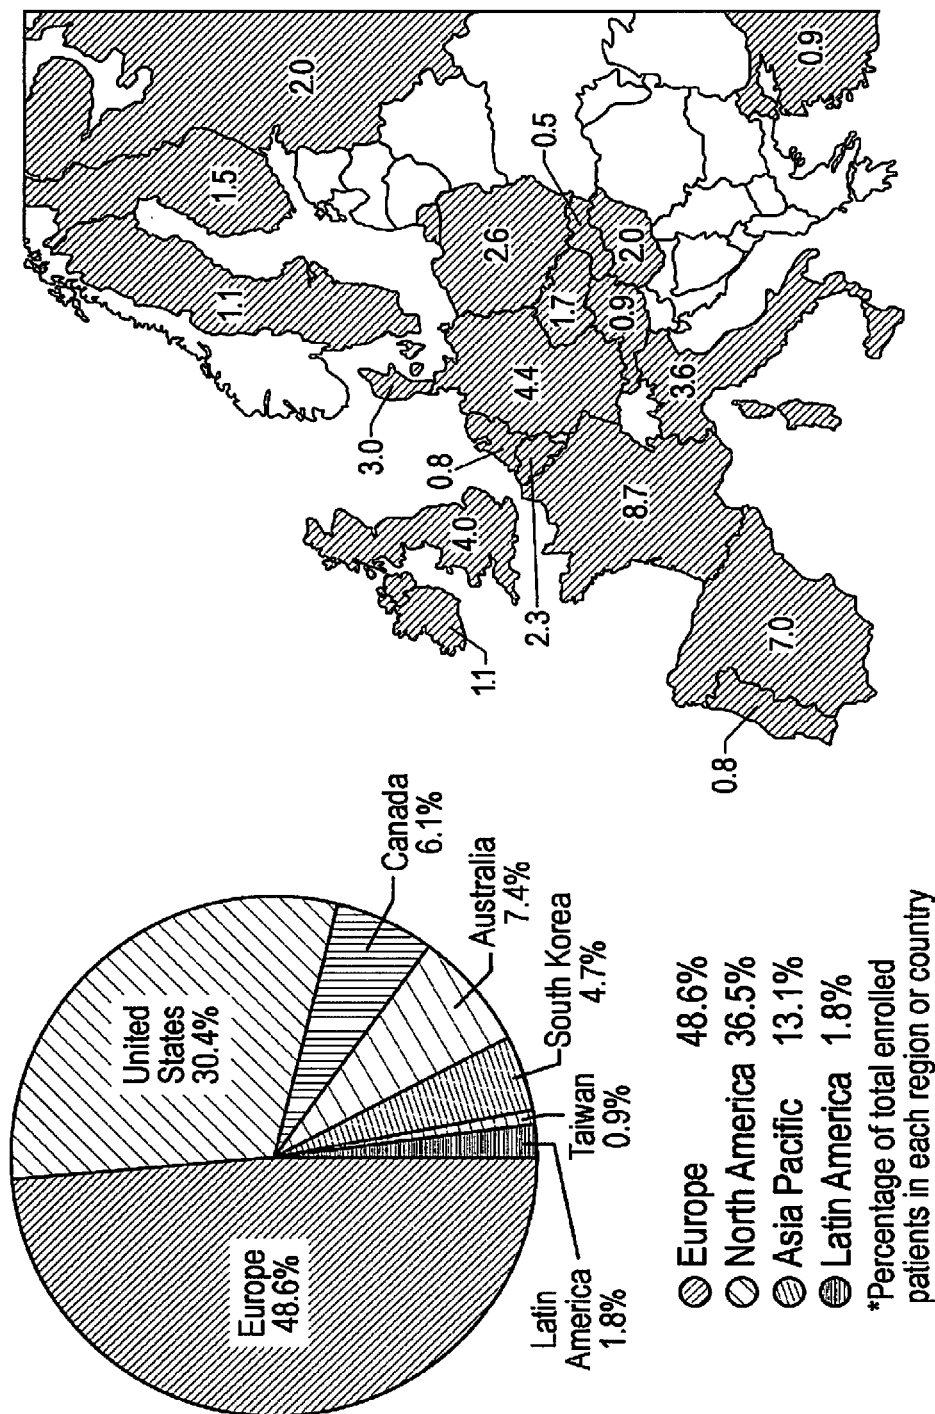 United
States
30.4%
Canada
6.1%
Australia
7.4%
South Korea
4.7%
Taiwan
0.9%
Latin
America
1.8%
Europe
48.6%
Europe 48.6%
North America 36.5%
Asia Pacific 13.1%
Latin America 1.8%
*Percentage of total enrolled
patients in each region or country
2.0
1.5
1.1
3.0
0.8
4.0
1.1
2.3
4.4
2.6
0.5
1.7
2.0
0.9
3.6
8.7
7.0
0.8
0.9